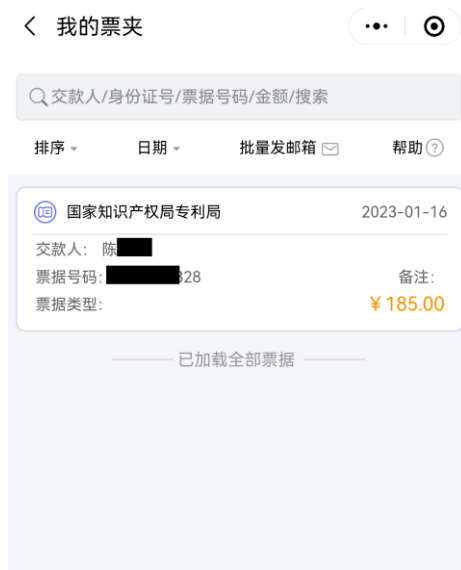 我的票夹
交款人/身份证号/票据号码/金额/搜索
排序 日期 批量发邮箱 帮助
国家知识产权局专利局 2023-01-16
交款人: 陈
票据号码: 328 备注:
票据类型: ￥185.00
已加载全部票据